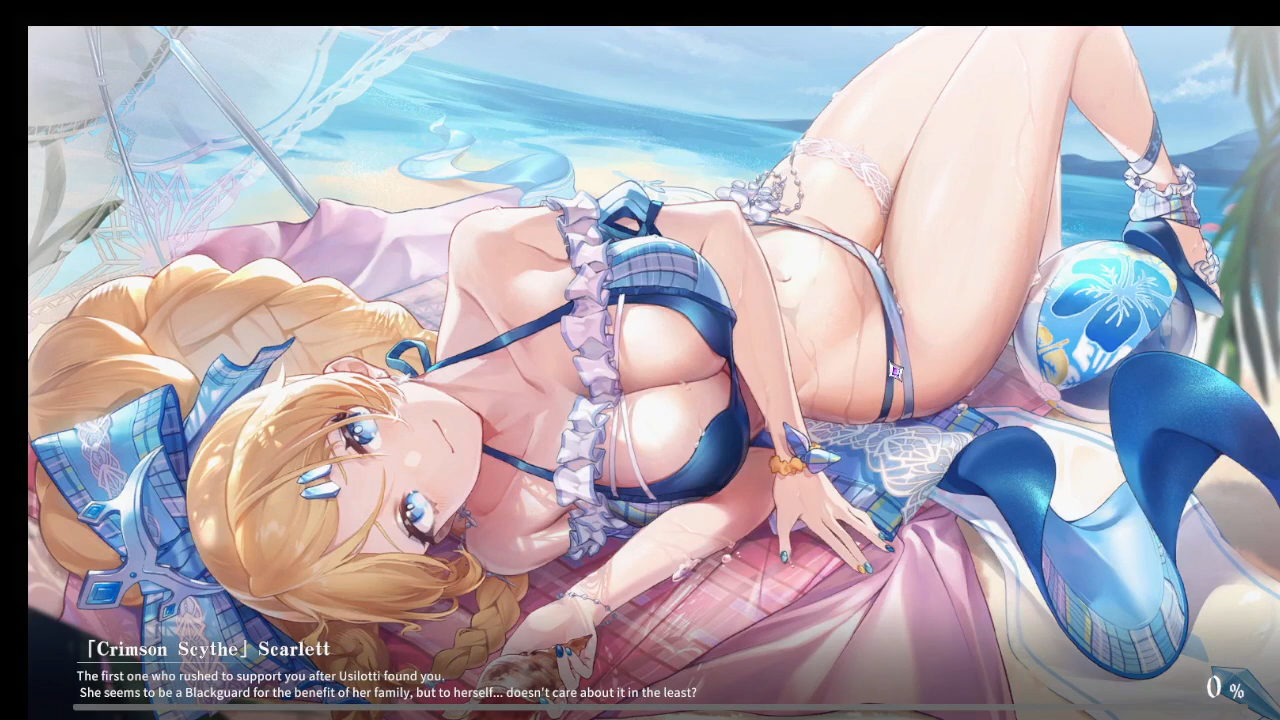 「Crimson Scythe」 Scarlett
The first one who rushed to support you after Usilotti found you.
She seems to be a Blackguard for the benefit of her family, but to herself... doesn't care about it in the least?
0 %